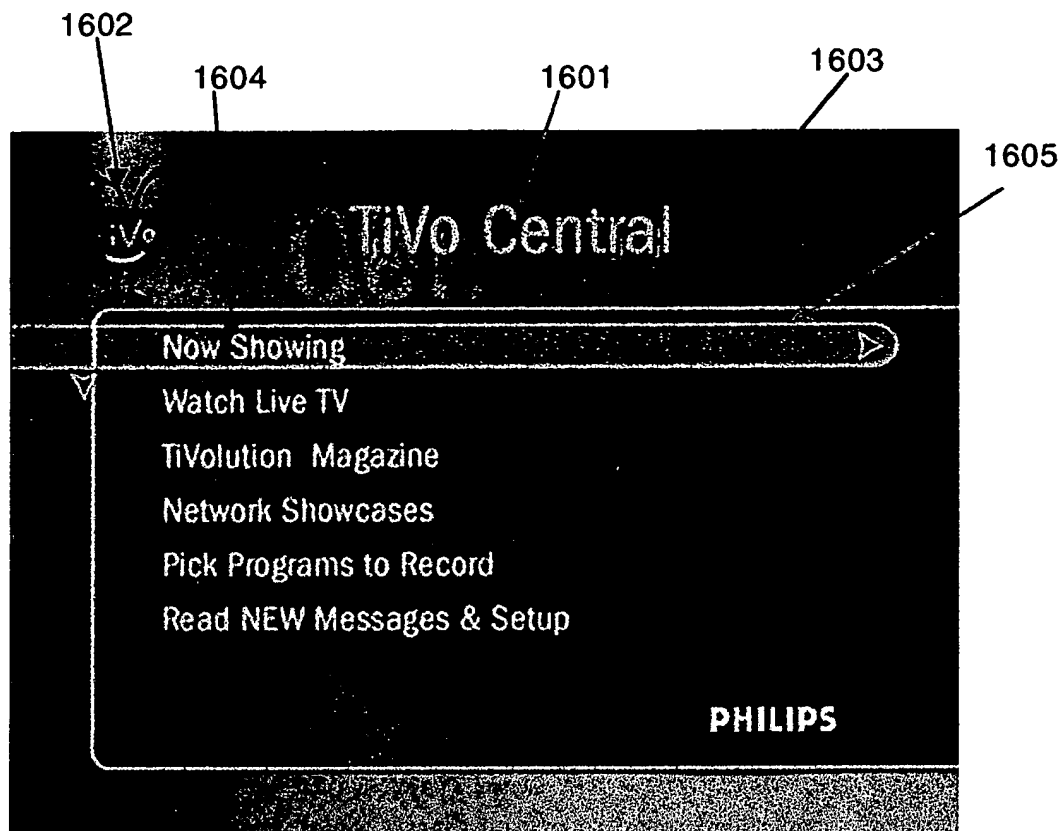 1602
1604
1601
1603
1605
iVo
TiVo Central
Now Showing
Watch Live TV
TiVolution Magazine
Network Showcases
Pick Programs to Record
Read NEW Messages & Setup
PHILIPS